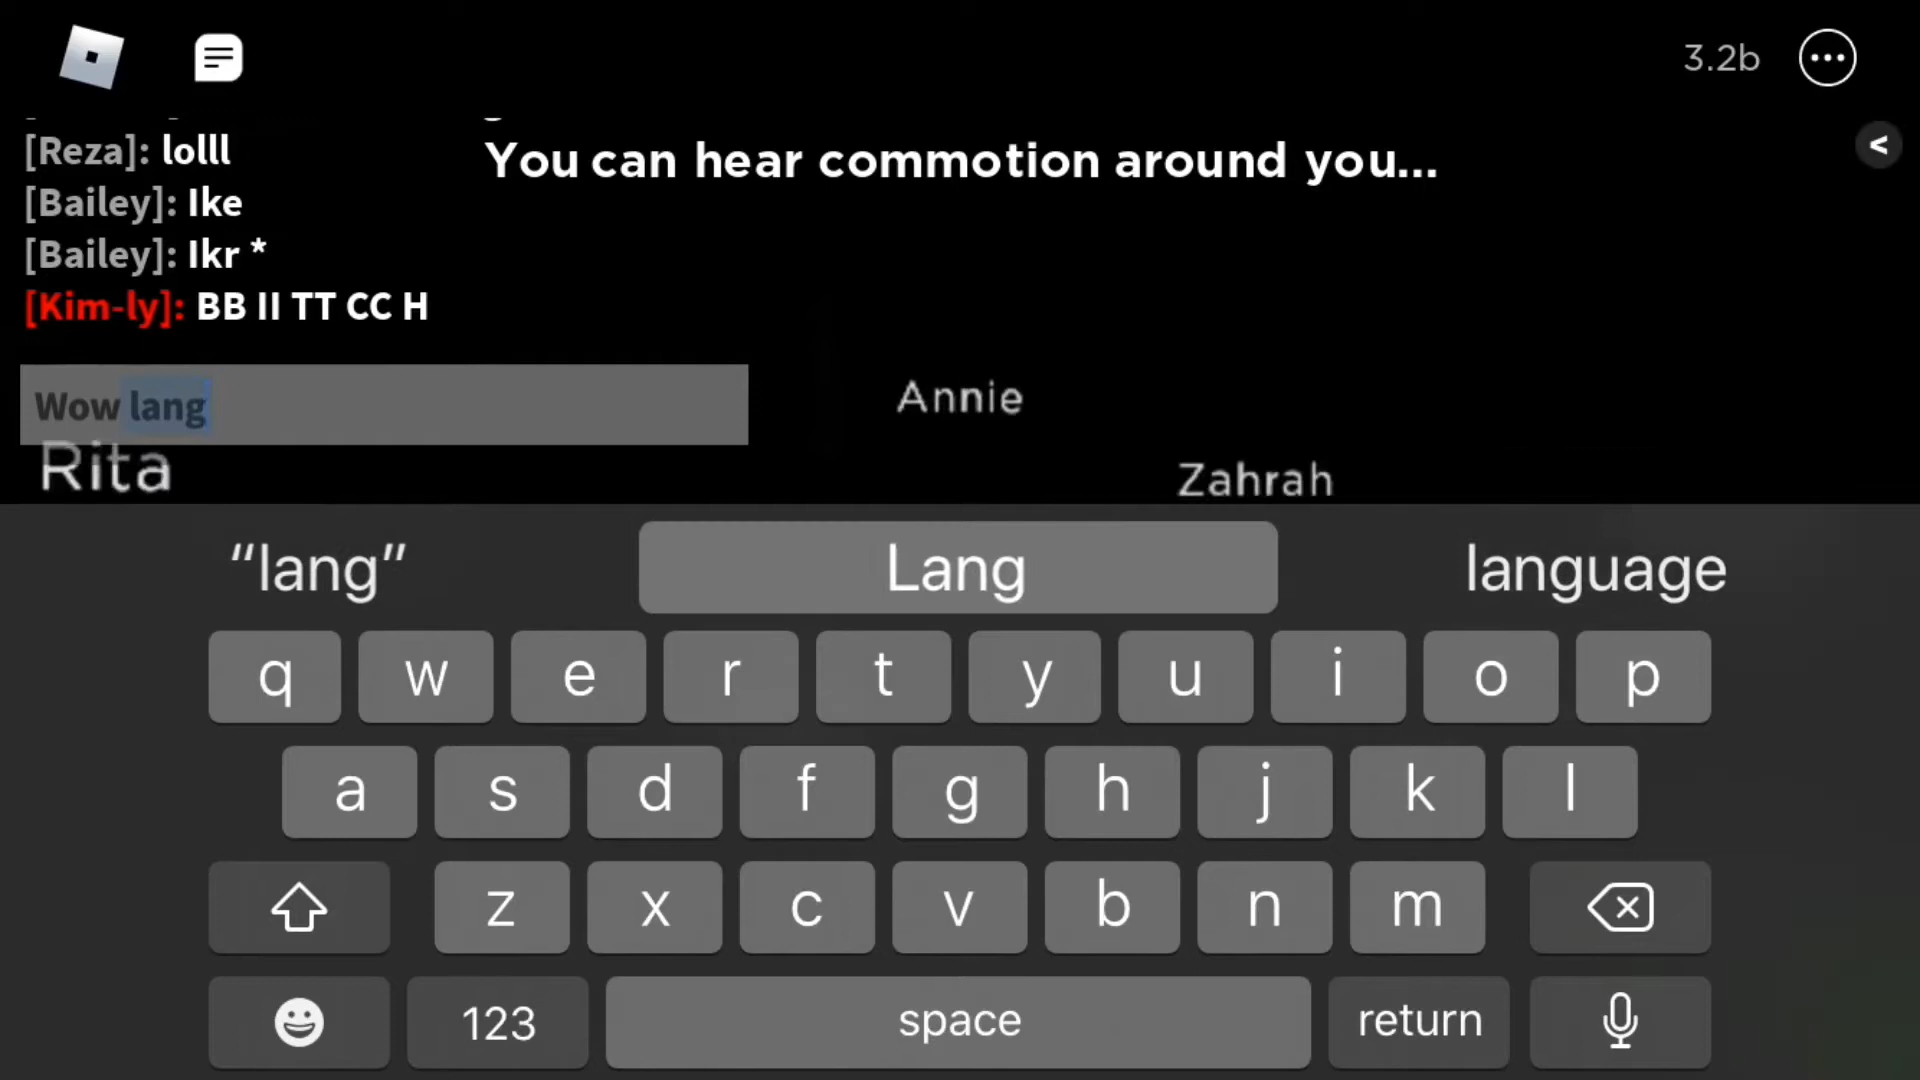 3.2b
[Reza]: lolll
You can hear commotion around you...
<
[Bailey]: Ike
[Bailey]: Ikr *
[Kim-ly]: BB II TT CC H
Wow lang
Annie
Rita
Zahrah
“lang”
Lang
language
q w e r t y u i o p
a s d f g h j k l
z x c v b n m
123
space
return